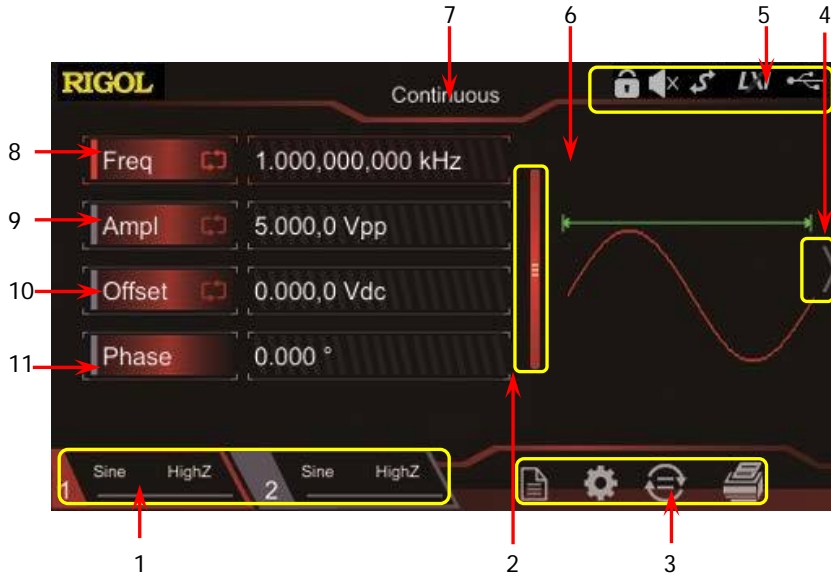 7 6 5 4
RIGOL
Continuous
LXI
8 Freq 1.000,000,000 kHz
9 Ampl 5.000,0 Vpp
10 Offset 0.000,0 Vdc
11 Phase 0.000 °
1 Sine HighZ 2 Sine HighZ
1 2 3